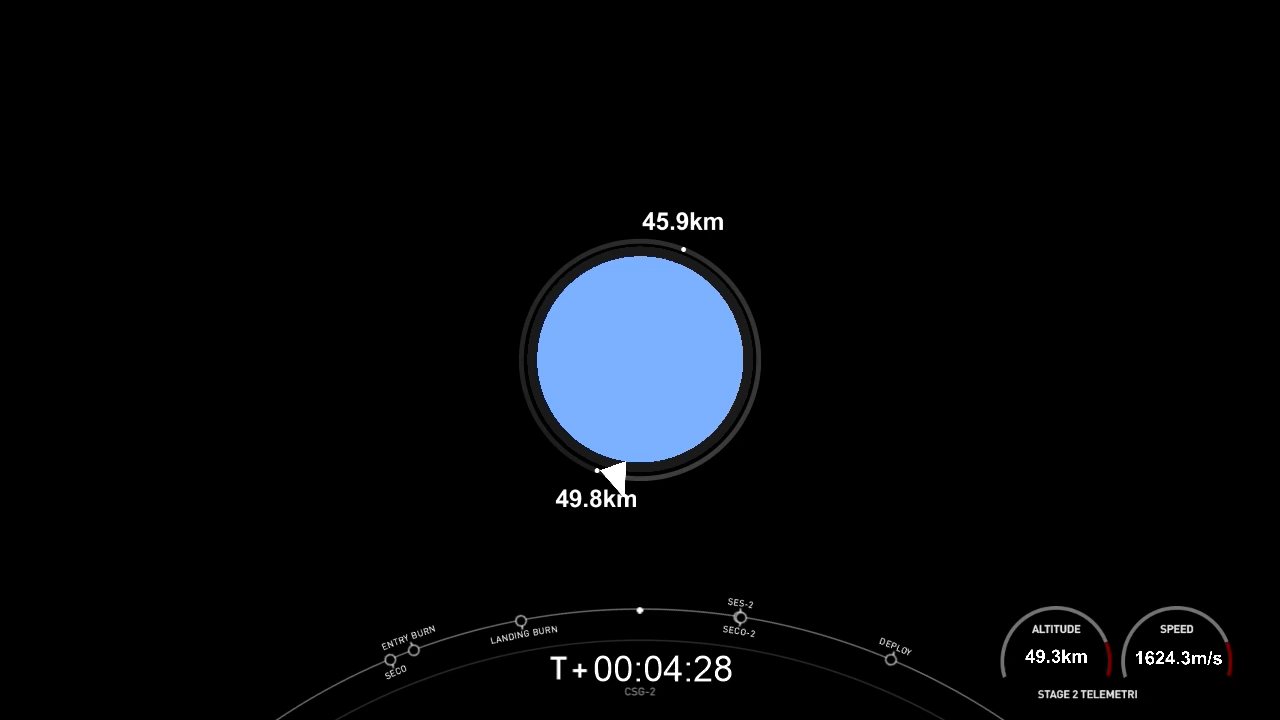 45.9km
49.8km
SES-2
ENTRY BURN
LANDING BURN
SECO-2
DEPLOY
SECO
T+00:04:28
CSG-2
ALTITUDE
49.3km
SPEED
1624.3m/s
STAGE 2 TELEMETRI